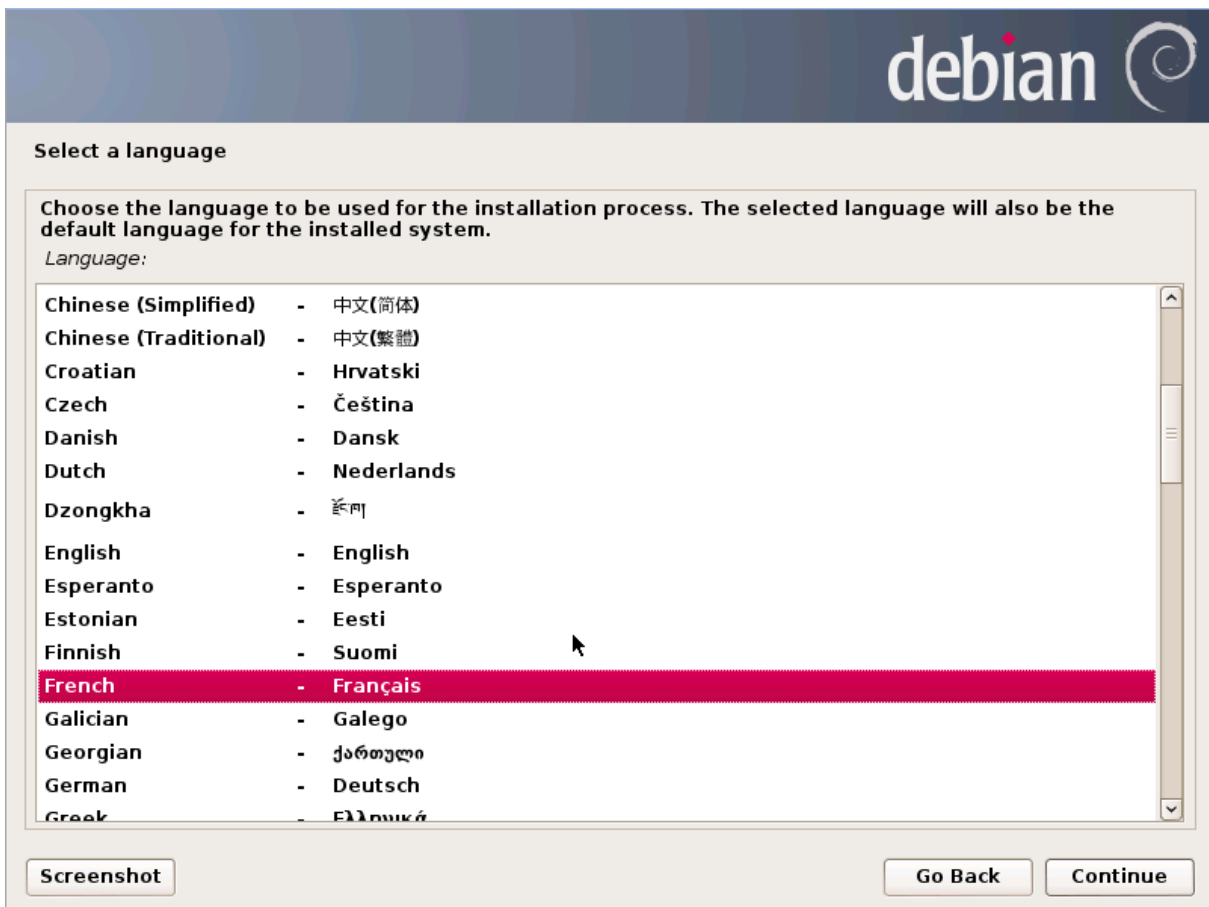 debian
Select a language
Choose the language to be used for the installation process. The selected language will also be the
default language for the installed system.
Language:
Chinese (Simplified) - 中文(简体)
Chinese (Traditional) - 中文(繁體)
Croatian - Hrvatski
Czech - Čeština
Danish - Dansk
Dutch - Nederlands
Dzongkha - རྫོང་ཁ།
English - English
Esperanto - Esperanto
Estonian - Eesti
Finnish - Suomi
French - Français
Galician - Galego
Georgian - ქართული
German - Deutsch
Greek - Ελληνικά
Screenshot Go Back Continue